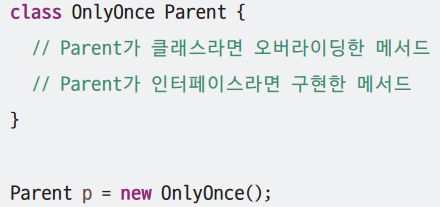 class OnlyOnce Parent {
// Parent가 클래스라면 오버라이딩한 메서드
// Parent가 인터페이스라면 구현한 메서드
}
Parent p = new OnlyOnce();